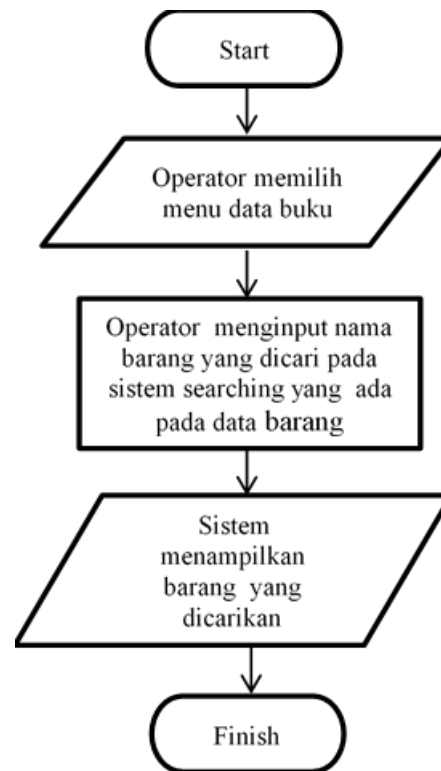 Start
Operator memilih
menu data buku
Operator menginput nama
barang yang dicari pada
sistem searching yang ada
pada data barang
Sistem
menampilkan
barang yang
dicarikan
Finish